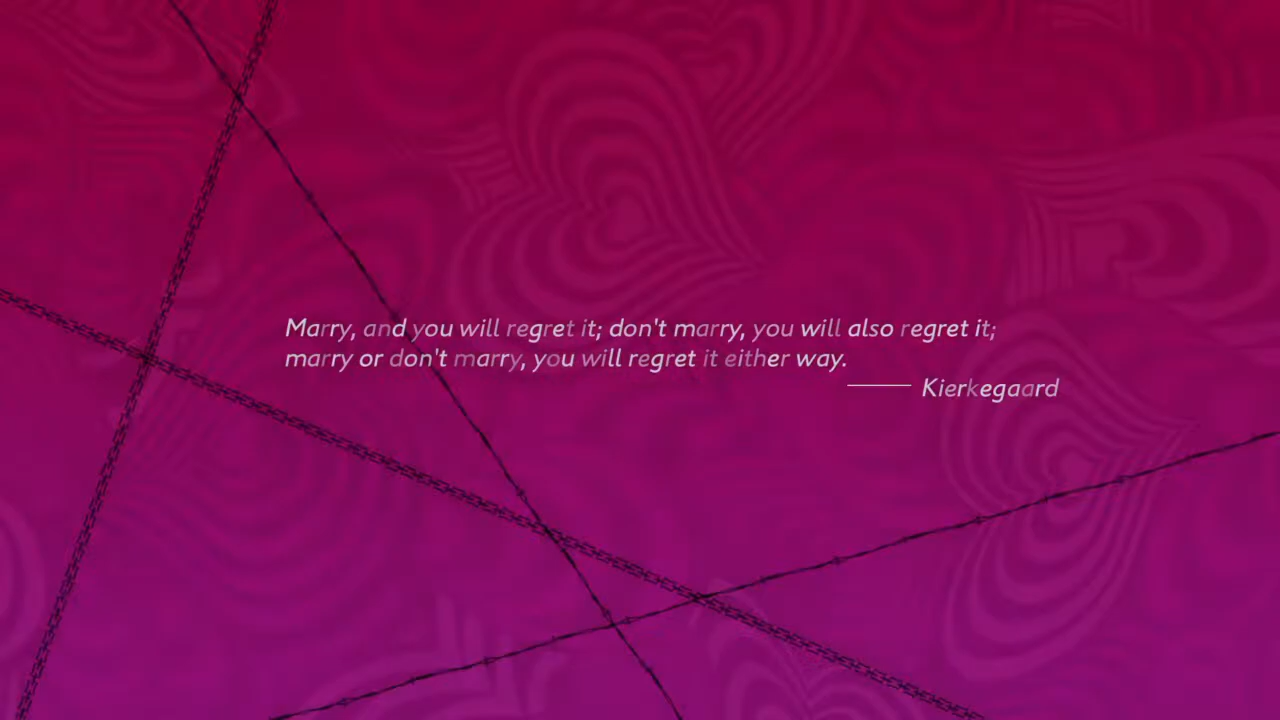 Marry, and you will regret it; don't marry, you will also regret it;
marry or don't marry, you will regret it either way.
——— Kierkegaard